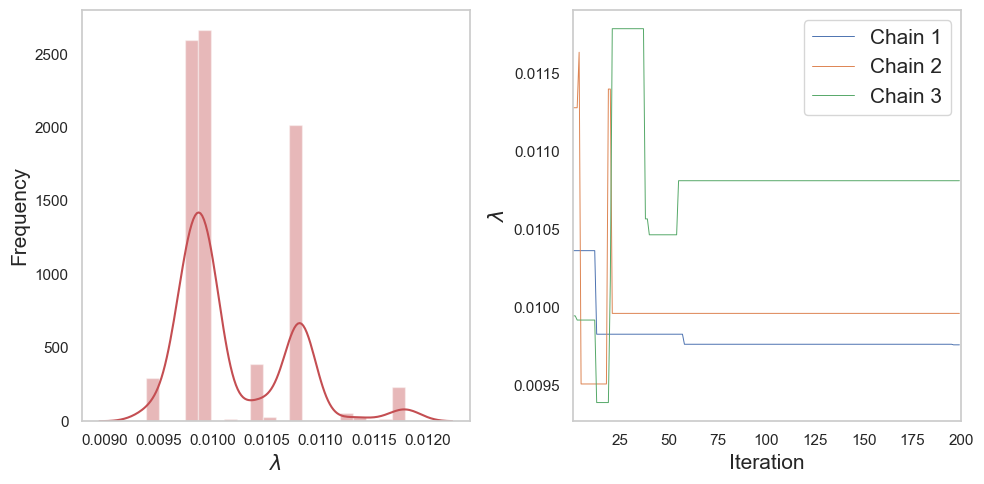 2500
2000
1500
1000
500
0
Frequency
0.0090 0.0095 0.0100 0.0105 0.0110 0.0115 0.0120
λ
Chain 1
Chain 2
Chain 3
0.0115
0.0110
0.0105
0.0100
0.0095
λ
25 50 75 100 125 150 175 200
Iteration